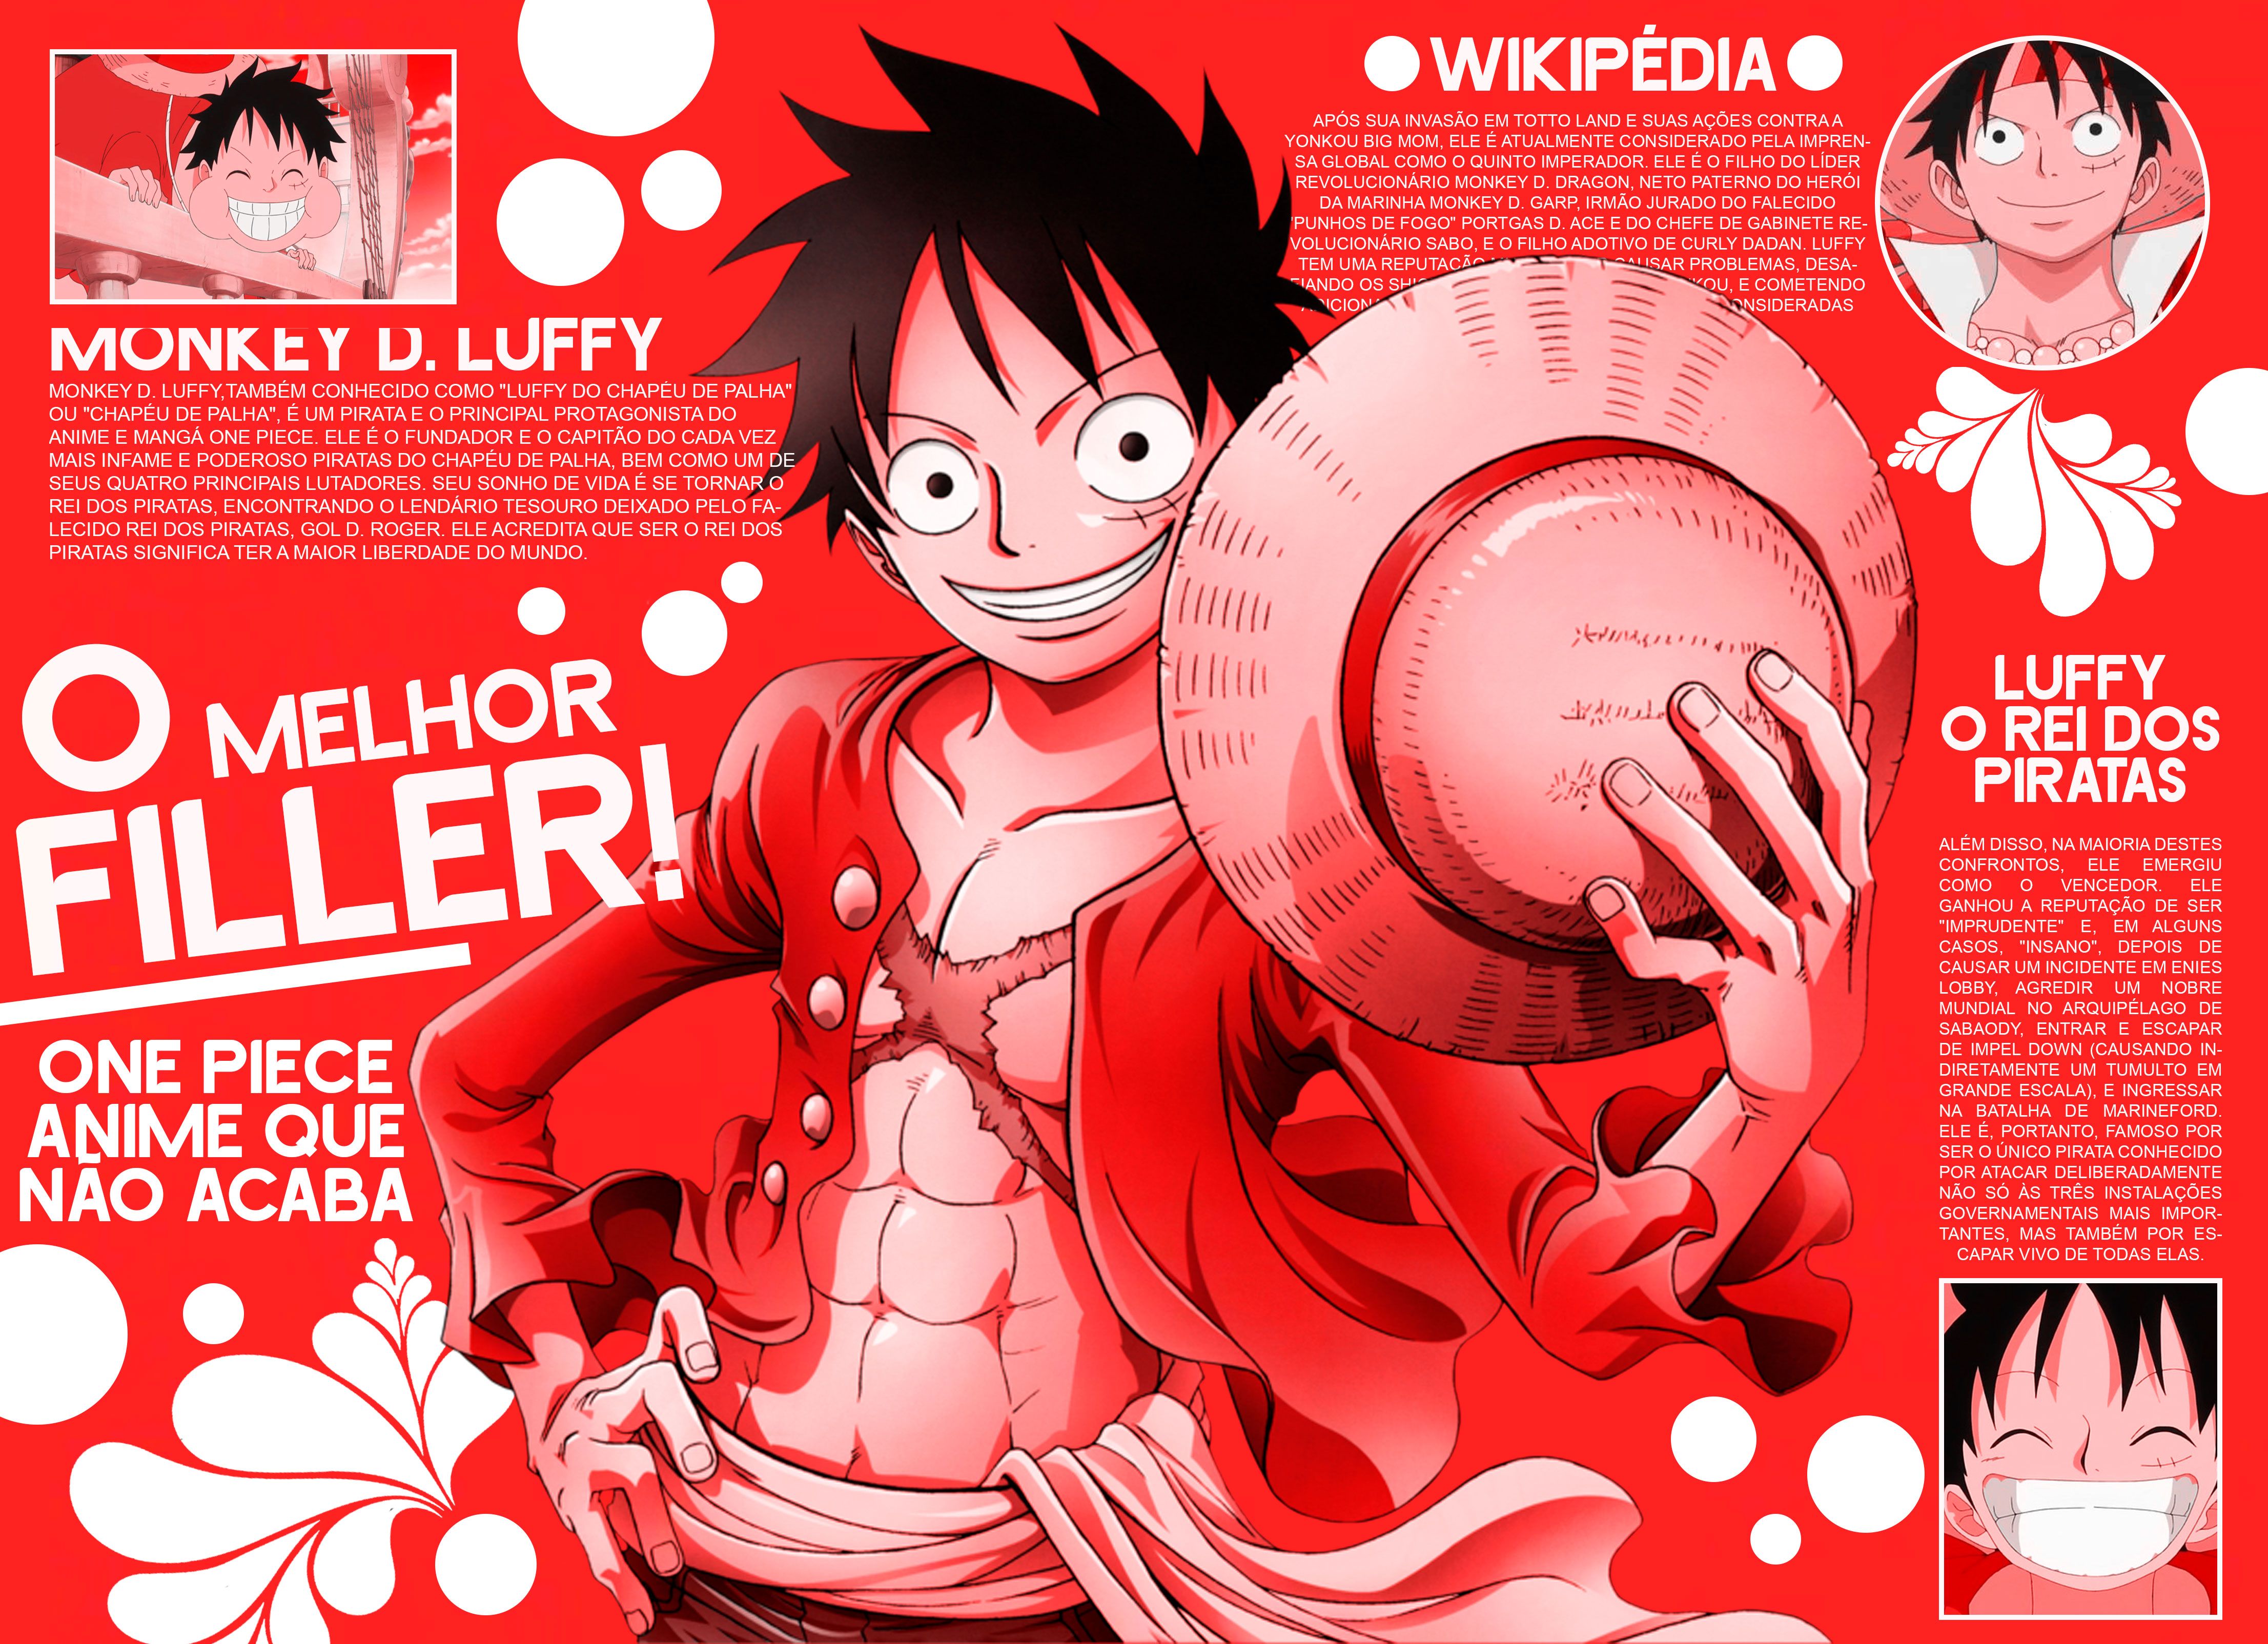 MONKEY D. LUFFY
MONKEY D. LUFFY,TAMBÉM CONHECIDO COMO "LUFFY DO CHAPÉU DE PALHA"
OU "CHAPÉU DE PALHA", É UM PIRATA E O PRINCIPAL PROTAGONISTA DO
ANIME E MANGÁ ONE PIECE. ELE É O FUNDADOR E O CAPITÃO DO CADA VEZ
MAIS INFAME E PODEROSO PIRATAS DO CHAPÉU DE PALHA, BEM COMO UM DE
SEUS QUATRO PRINCIPAIS LUTADORES. SEU SONHO DE VIDA É SE TORNAR O
REI DOS PIRATAS, ENCONTRANDO O LENDÁRIO TESOURO DEIXADO PELO FA-
LECIDO REI DOS PIRATAS, GOL D. ROGER. ELE ACREDITA QUE SER O REI DOS
PIRATAS SIGNIFICA TER A MAIOR LIBERDADE DO MUNDO.
O MELHOR
FILLER!
ONE PIECE
ANIME QUE
NÃO ACABA
WIKIPÉDIA
APÓS SUA INVASÃO EM TOTTO LAND E SUAS AÇÕES CONTRA A
YONKOU BIG MOM, ELE É ATUALMENTE CONSIDERADO PELA IMPREN-
SA GLOBAL COMO O QUINTO IMPERADOR. ELE É O FILHO DO LÍDER
REVOLUCIONÁRIO MONKEY D. DRAGON, NETO PATERNO DO HERÓI
DA MARINHA MONKEY D. GARP, IRMÃO JURADO DO FALECIDO
"PUNHOS DE FOGO" PORTGAS D. ACE E DO CHEFE DE GABINETE RE-
VOLUCIONÁRIO SABO, E O FILHO ADOTIVO DE CURLY DADAN. LUFFY
TEM UMA REPUTAÇÃO CAUSAR PROBLEMAS, DESA-
FIANDO OS E COMETENDO
CONSIDERADAS
LUFFY
O REI DOS
PIRATAS
ALÉM DISSO, NA MAIORIA DESTES
CONFRONTOS, ELE EMERGIU
COMO O VENCEDOR. ELE
GANHOU A REPUTAÇÃO DE SER
"IMPRUDENTE" E, EM ALGUNS
CASOS, "INSANO", DEPOIS DE
CAUSAR UM INCIDENTE EM ENIES
LOBBY, AGREDIR UM NOBRE
MUNDIAL NO ARQUIPÉLAGO DE
SABAODY, ENTRAR E ESCAPAR
DE IMPEL DOWN (CAUSANDO IN-
DIRETAMENTE UM TUMULTO EM
GRANDE ESCALA), E INGRESSAR
NA BATALHA DE MARINEFORD.
ELE É, PORTANTO, FAMOSO POR
SER O ÚNICO PIRATA CONHECIDO
POR ATACAR DELIBERADAMENTE
NÃO SÓ ÀS TRÊS INSTALAÇÕES
GOVERNAMENTAIS MAIS IMPOR-
TANTES, MAS TAMBÉM POR ES-
CAPAR VIVO DE TODAS ELAS.